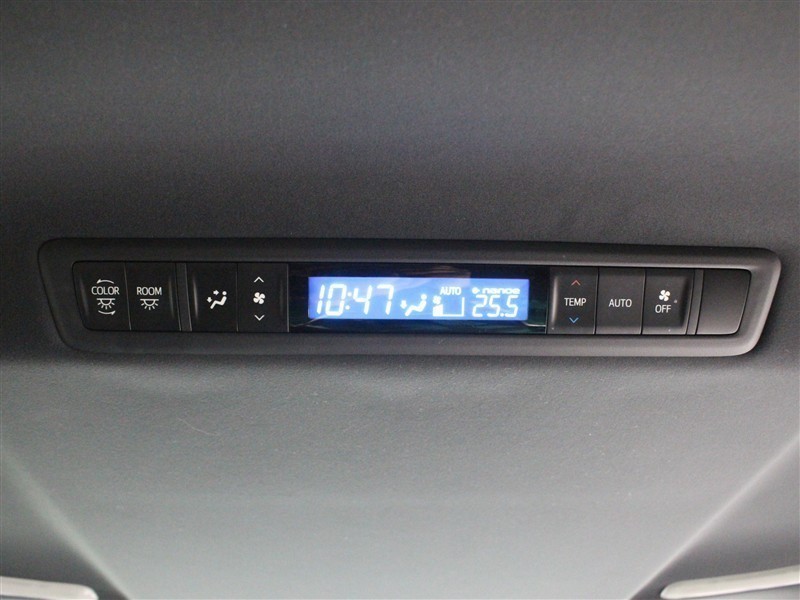 COLOR
ROOM
10:47
AUTO
nanoe
25.5
TEMP
AUTO
OFF